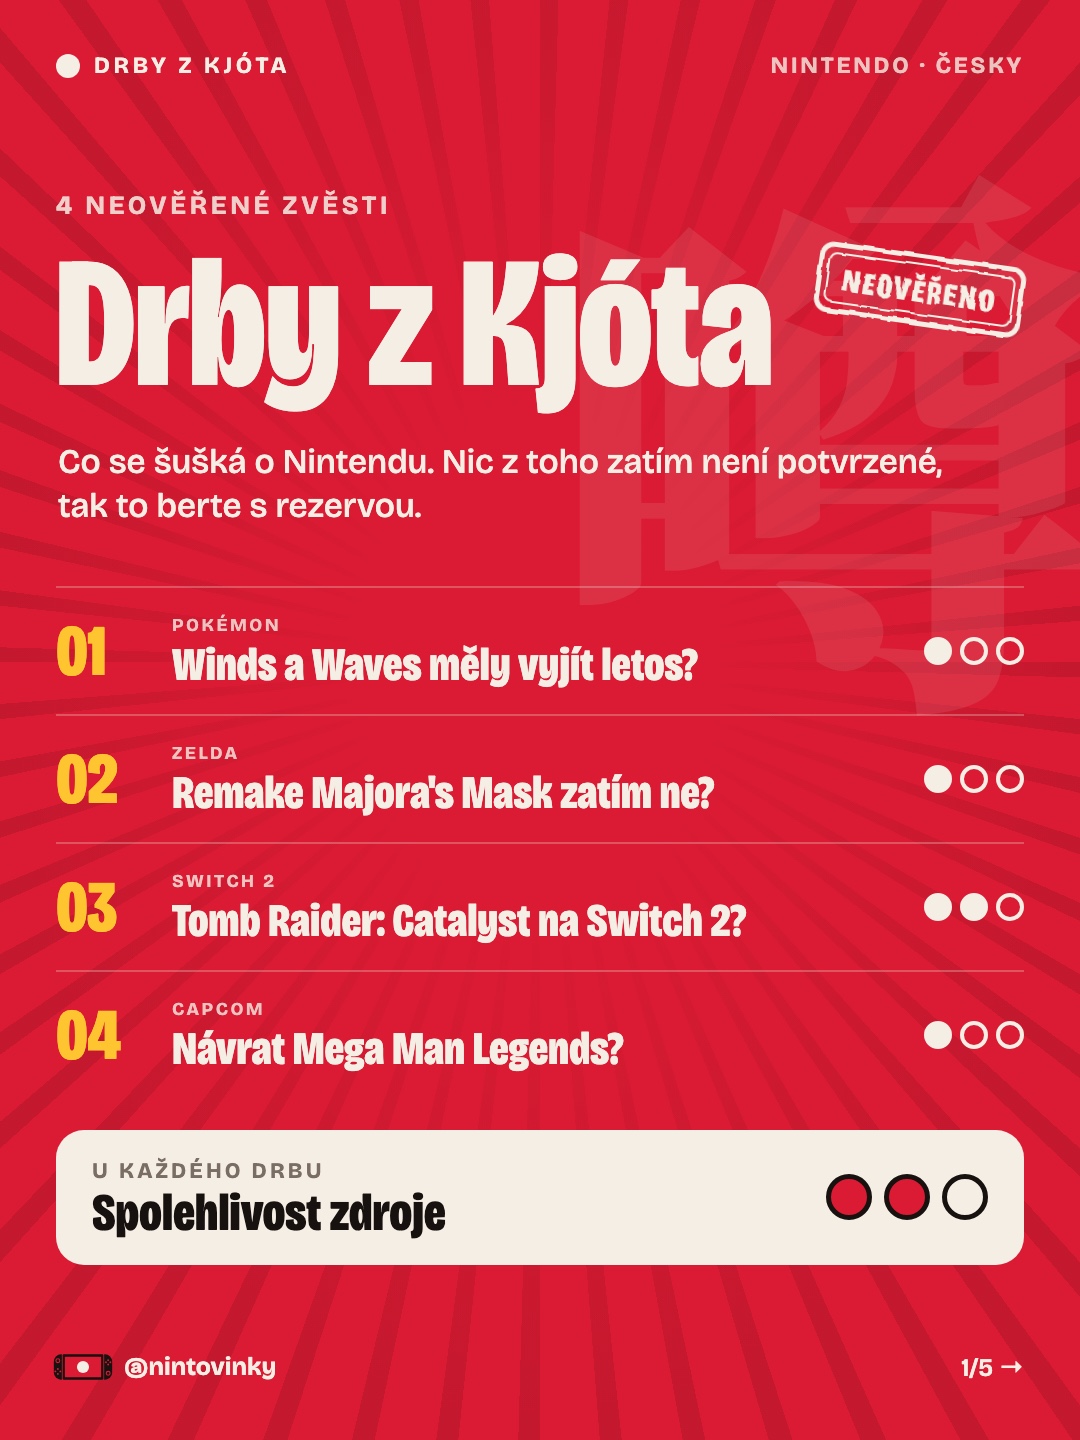 DRBY Z KJÓTA
NINTENDO · ČESKY
4 NEOVĚŘENÉ ZVĚSTI
Drby z Kjóta
NEOVĚŘENO
噂
Co se šušká o Nintendu. Nic z toho zatím není potvrzené,
tak to berte s rezervou.
01
POKÉMON
Winds a Waves měly vyjít letos?
02
ZELDA
Remake Majora's Mask zatím ne?
03
SWITCH 2
Tomb Raider: Catalyst na Switch 2?
04
CAPCOM
Návrat Mega Man Legends?
U KAŽDÉHO DRBU
Spolehlivost zdroje
@nintovinky
1/5 →